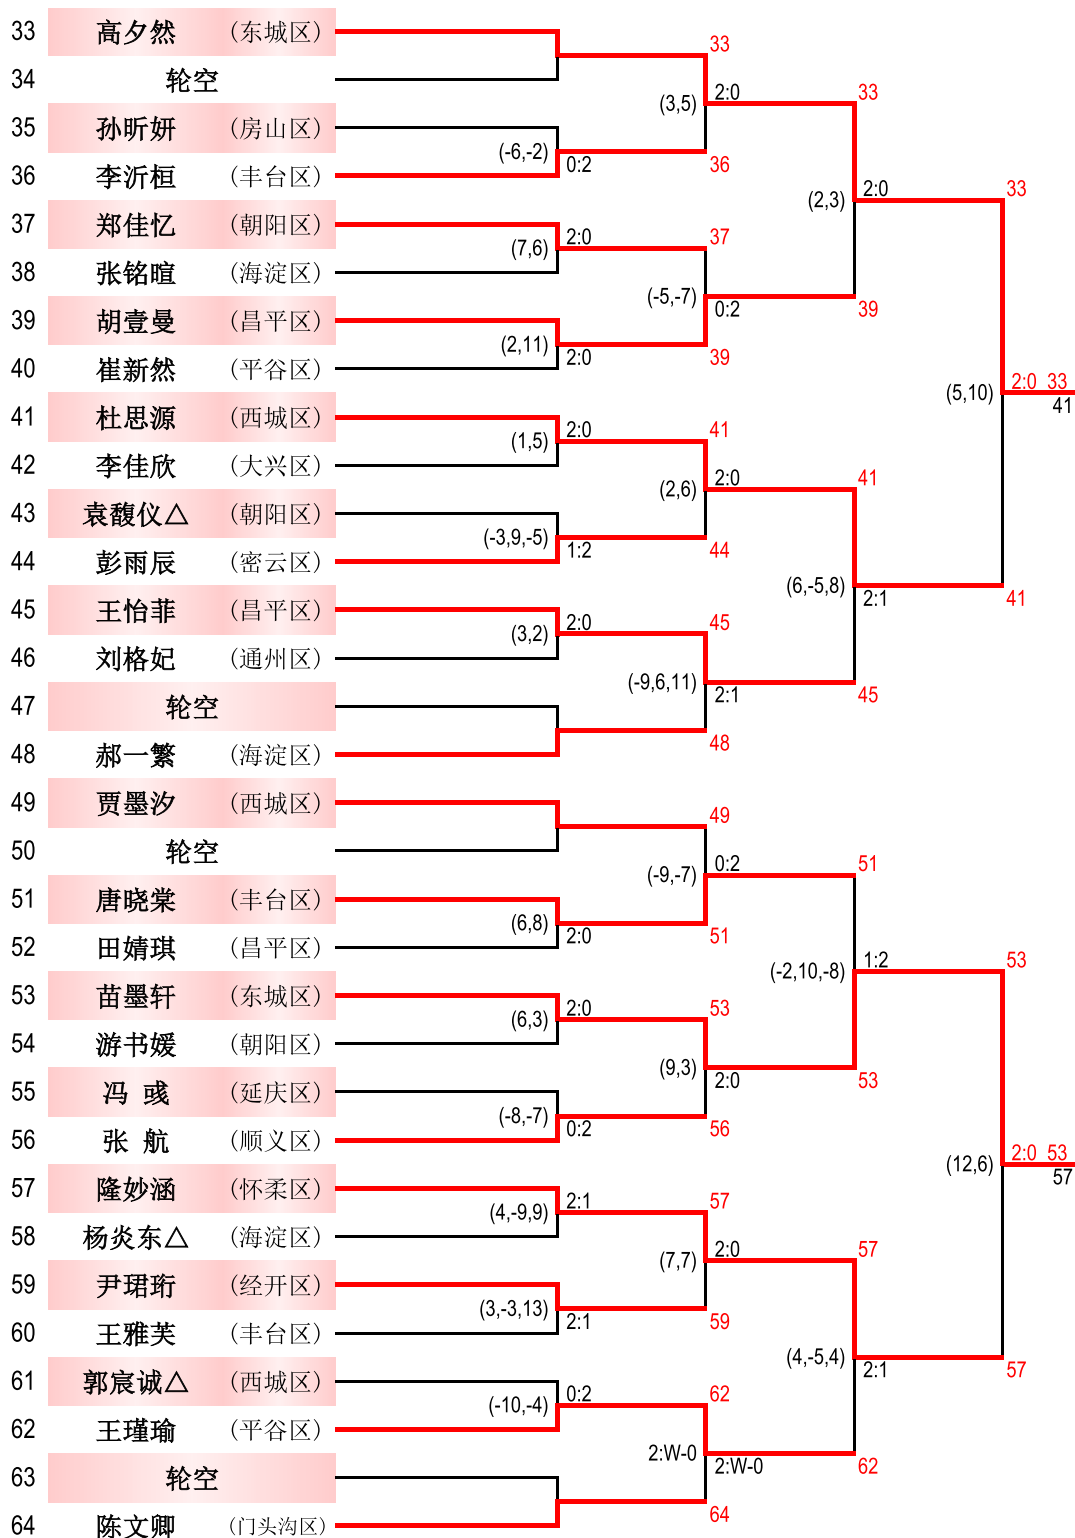 33 高夕然 (东城区)
34 轮空
35 孙昕妍 (房山区)
36 李沂桓 (丰台区)
37 郑佳忆 (朝阳区)
38 张铭暄 (海淀区)
39 胡壹曼 (昌平区)
40 崔新然 (平谷区)
41 杜思源 (西城区)
42 李佳欣 (大兴区)
43 袁馥仪△ (朝阳区)
44 彭雨辰 (密云区)
45 王怡菲 (昌平区)
46 刘格妃 (通州区)
47 轮空
48 郝一繁 (海淀区)
49 贾墨汐 (西城区)
50 轮空
51 唐晓棠 (丰台区)
52 田婧琪 (昌平区)
53 苗墨轩 (东城区)
54 游书媛 (朝阳区)
55 冯 彧 (延庆区)
56 张 航 (顺义区)
57 隆妙涵 (怀柔区)
58 杨炎东△ (海淀区)
59 尹珺珩 (经开区)
60 王雅芙 (丰台区)
61 郭宸诚△ (西城区)
62 王瑾瑜 (平谷区)
63 轮空
64 陈文卿 (门头沟区)
(-6,-2) 0:2
(7,6) 2:0
(2,11) 2:0
(1,5) 2:0
(-3,9,-5) 1:2
(3,2) 2:0
(6,8) 2:0
(6,3) 2:0
(-8,-7) 0:2
(4,-9,9) 2:1
(3,-3,13) 2:1
(-10,-4) 0:2
33
(3,5) 2:0
36
37
(-5,-7) 0:2
39
41
(2,6) 2:0
44
45
(-9,6,11) 2:1
48
49
(-9,-7) 0:2
51
53
(9,3) 2:0
56
57
(7,7) 2:0
59
62
2:W-0 2:W-0
64
33
(2,3) 2:0
39
41
(6,-5,8) 2:1
45
51
(-2,10,-8) 1:2
53
57
(4,-5,4) 2:1
62
33
(5,10) 2:0 33
41
41
53
(12,6) 2:0 53
57
57